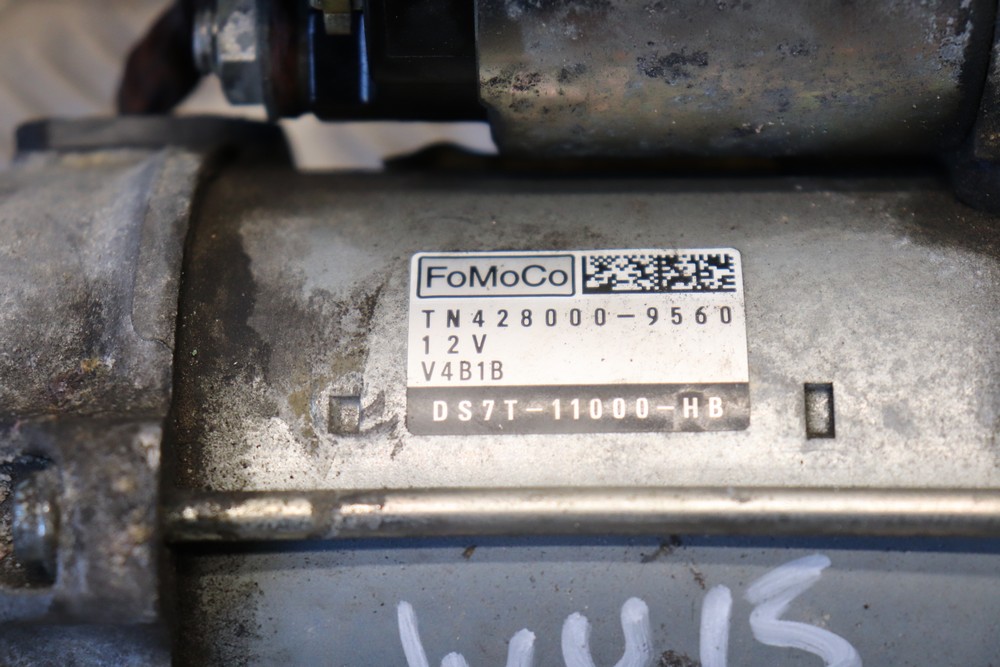 FoMoCo
TN428000-9560
12V
V4B1B
DS7T-11000-HB